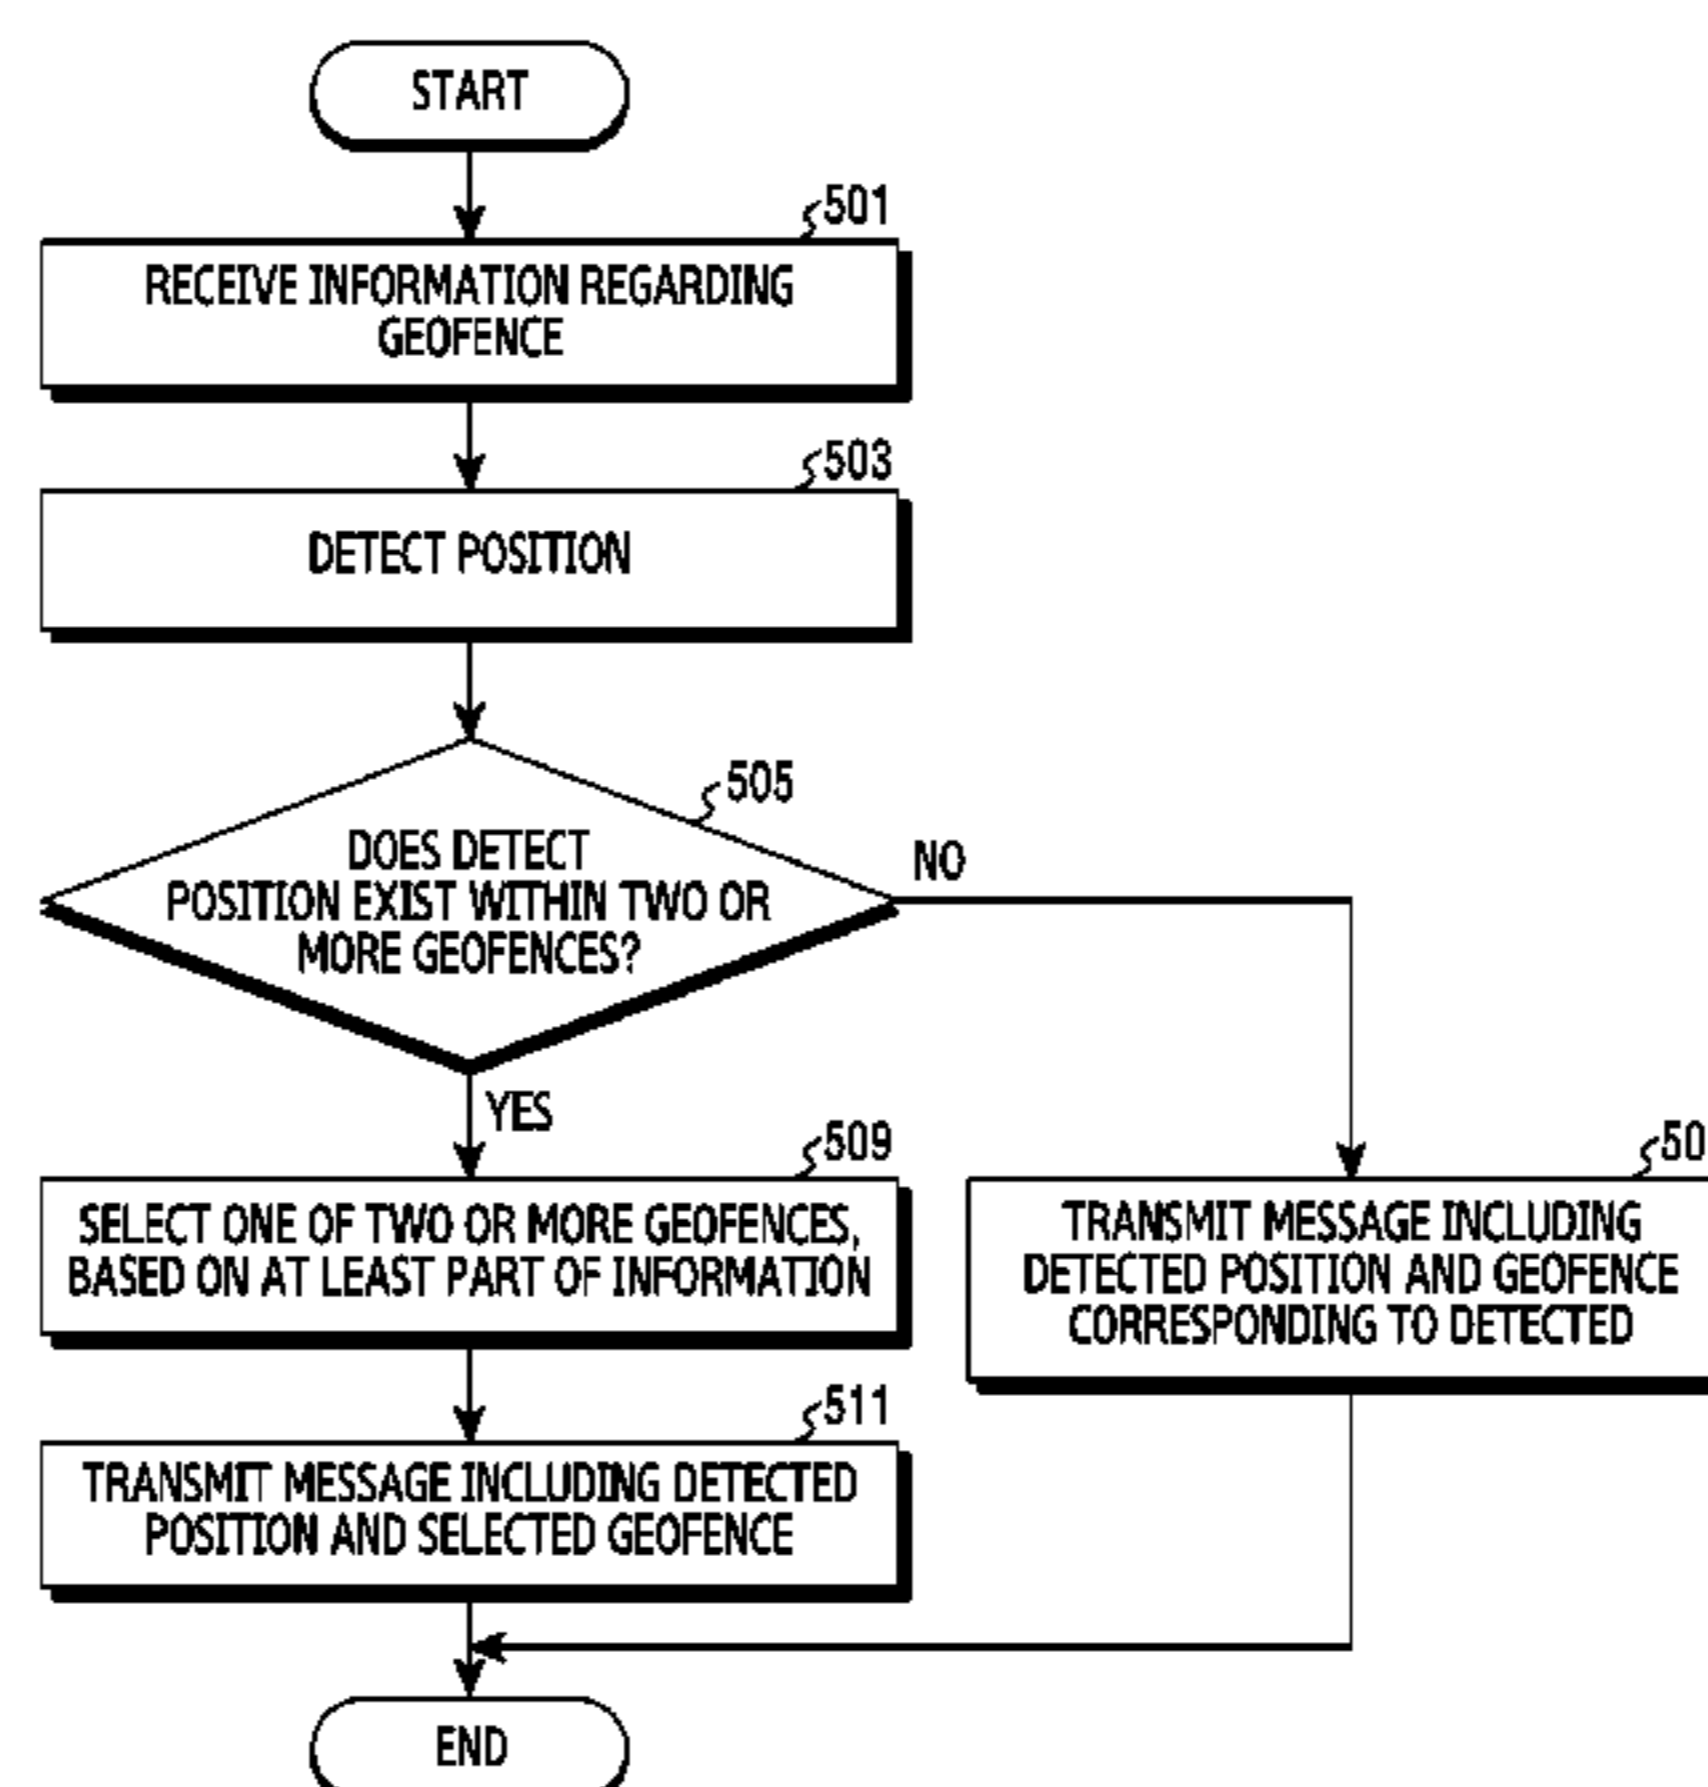 START
501
RECEIVE INFORMATION REGARDING
GEOFENCE
503
DETECT POSITION
505
DOES DETECT
POSITION EXIST WITHIN TWO OR
MORE GEOFENCES?
NO
YES
509
SELECT ONE OF TWO OR MORE GEOFENCES,
BASED ON AT LEAST PART OF INFORMATION
TRANSMIT MESSAGE INCLUDING
DETECTED POSITION AND GEOFENCE
CORRESPONDING TO DETECTED
511
TRANSMIT MESSAGE INCLUDING DETECTED
POSITION AND SELECTED GEOFENCE
END